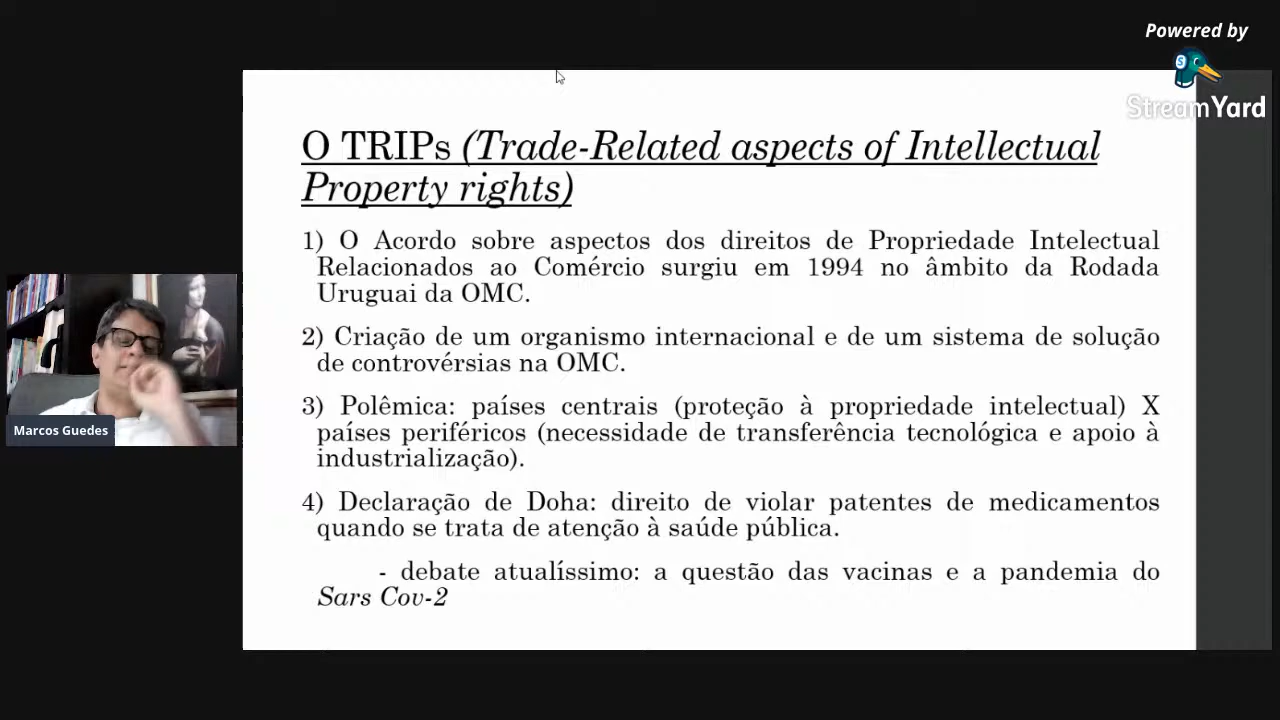 Powered by
StreamYard
O TRIPs (Trade-Related aspects of Intellectual
Property rights)
1) O Acordo sobre aspectos dos direitos de Propriedade Intelectual
Relacionados ao Comércio surgiu em 1994 no âmbito da Rodada
Uruguai da OMC.
2) Criação de um organismo internacional e de um sistema de solução
de controvérsias na OMC.
3) Polêmica: países centrais (proteção à propriedade intelectual) X
países periféricos (necessidade de transferência tecnológica e apoio à
industrialização).
4) Declaração de Doha: direito de violar patentes de medicamentos
quando se trata de atenção à saúde pública.
- debate atualíssimo: a questão das vacinas e a pandemia do
Sars Cov-2
Marcos Guedes